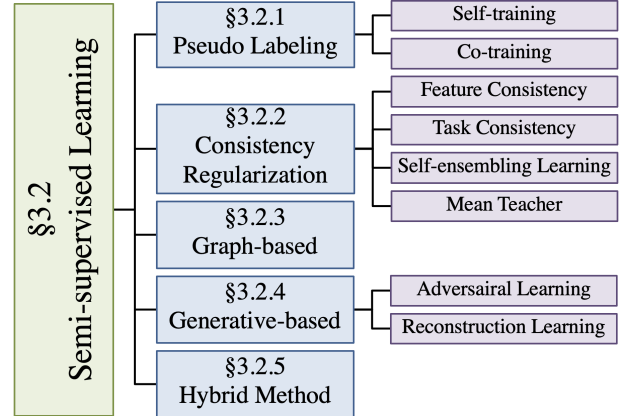 §3.2
Semi-supervised Learning
§3.2.1
Pseudo Labeling
Self-training
Co-training
§3.2.2
Consistency
Regularization
Feature Consistency
Task Consistency
Self-ensembling Learning
Mean Teacher
§3.2.3
Graph-based
§3.2.4
Generative-based
Adversairal Learning
Reconstruction Learning
§3.2.5
Hybrid Method